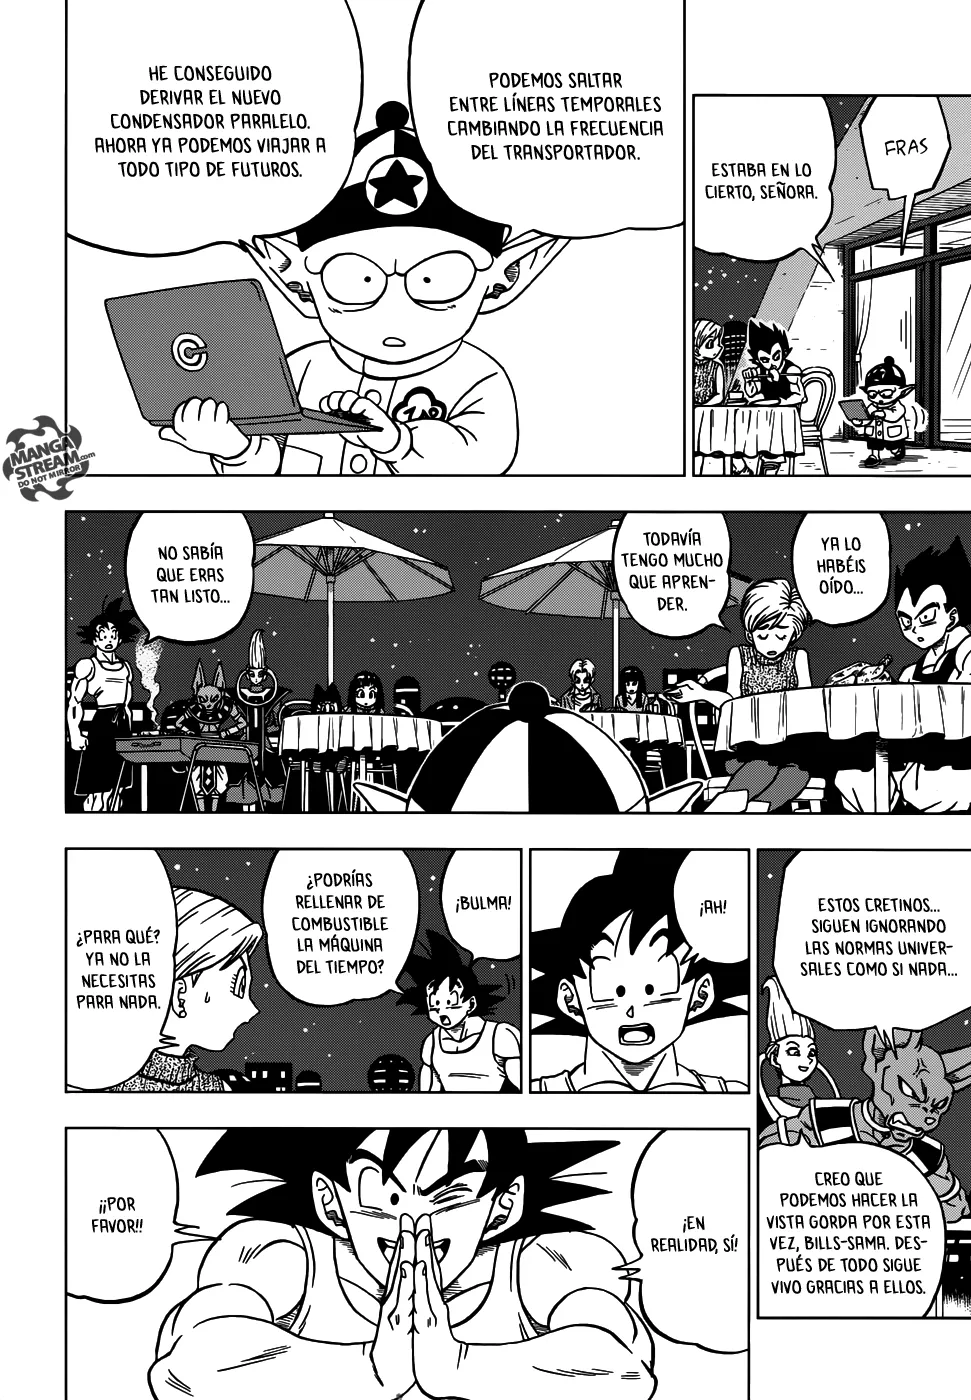 FRAS
ESTABA EN LO
CIERTO, SEÑORA.
PODEMOS SALTAR
ENTRE LÍNEAS TEMPORALES
CAMBIANDO LA FRECUENCIA
DEL TRANSPORTADOR.
HE CONSEGUIDO
DERIVAR EL NUEVO
CONDENSADOR PARALELO.
AHORA YA PODEMOS VIAJAR A
TODO TIPO DE FUTUROS.
MANGA
STREAM.com
DO NOT MIRROR
YA LO
HABÉIS
OÍDO...
TODAVÍA
TENGO MUCHO
QUE APREN-
DER.
NO SABÍA
QUE ERAS
TAN LISTO...
ESTOS CRETINOS...
SIGUEN IGNORANDO
LAS NORMAS UNIVER-
SALES COMO SI NADA...
CREO QUE
PODEMOS HACER LA
VISTA GORDA POR ESTA
VEZ, BILLS-SAMA. DES-
PUÉS DE TODO SIGUE
VIVO GRACIAS A ELLOS.
¡AH!
¡BULMA!
¿PODRÍAS
RELLENAR DE
COMBUSTIBLE
LA MÁQUINA
DEL TIEMPO?
¿PARA QUÉ?
YA NO LA
NECESITAS
PARA NADA.
¡EN
REALIDAD, SÍ!
¡¡POR
FAVOR!!